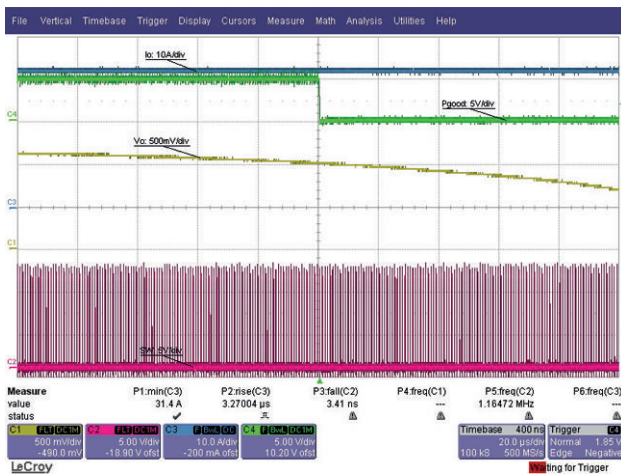 File Vertical Timebase Trigger Display Cursors Measure Math Analysis Utilities Help
Io: 10A/div
Pgood: 5V/div
C4
Vo: 500mV/div
C3
C1
SW: 5V/div
C2
Measure P1:min(C3) P2:rise(C3) P3:fall(C2) P4:freq(C1) P5:freq(C2) P6:freq(C3)
value 31.4 A 3.27004 µs 3.41 ns --- 1.16472 MHz ---
status
C1 FLT DC1M C2 FLT DC1M C3 F BwL DC C4 F BwL DC1M Timebase 400 ns Trigger C4
500 mV/div 5.00 V/div 10.0 A/div 5.00 V/div 20.0 µs/div Normal 1.85 V
-490.0 mV -18.90 V ofst -200 mA ofst 10.20 V ofst 100 kS 500 MS/s Edge Negative
LeCroy Waiting for Trigger